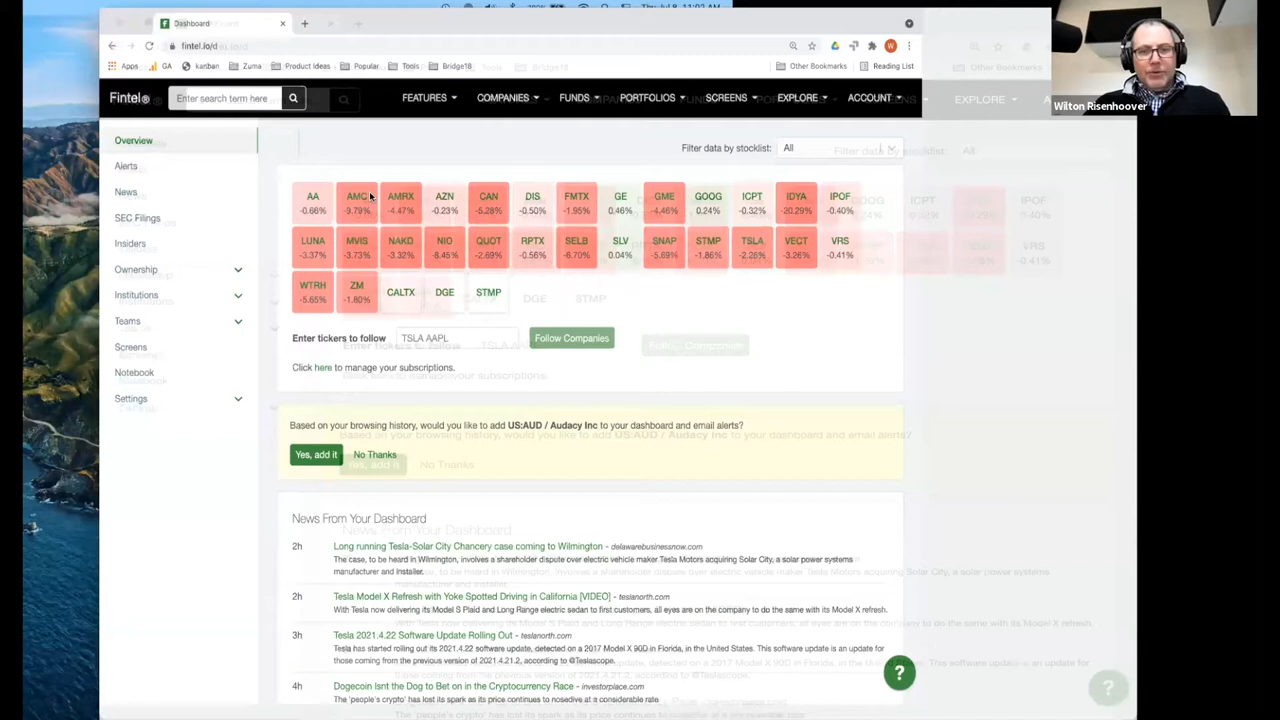 Thu Jul 8 11:02 AM
Dashboard
fintel.io/d
Apps GA kanban Zuma Product Ideas Popular Tools Bridge18 Other Bookmarks Reading List
Fintel® Enter search term here FEATURES COMPANIES FUNDS PORTFOLIOS SCREENS EXPLORE ACCOUNT
Wilton Risenhoover
Overview
Alerts
News
SEC Filings
Insiders
Ownership
Institutions
Teams
Screens
Notebook
Settings
Filter data by stocklist: All
AA AMC AMRX AZN CAN DIS FMTX GE GME GOOG ICPT IDYA IPOF
-0.66% -9.79% -4.47% -0.23% -5.28% -0.50% -1.95% 0.46% -4.46% 0.24% -0.32% -20.29% -0.40%
LUNA MVIS NAKD NIO QUOT RPTX SELB SLV SNAP STMP TSLA VECT VRS
-3.37% -3.73% -3.32% -8.45% -2.69% -0.56% -6.70% 0.04% -5.69% -1.86% -2.26% -3.26% -0.41%
WTRH ZM CALTX DGE STMP
-5.65% -1.80%
Enter tickers to follow TSLA AAPL Follow Companies
Click here to manage your subscriptions.
Based on your browsing history, would you like to add US:AUD / Audacy Inc to your dashboard and email alerts?
Yes, add it No Thanks
News From Your Dashboard
2h Long running Tesla-Solar City Chancery case coming to Wilmington - delawarebusinessnow.com
The case, to be heard in Wilmington, involves a shareholder dispute over electric vehicle maker Tesla Motors acquiring Solar City, a solar power systems
manufacturer and installer.
2h Tesla Model X Refresh with Yoke Spotted Driving in California [VIDEO] - teslanorth.com
With Tesla now delivering its Model S Plaid and Long Range electric sedan to first customers, all eyes are on the company to do the same with its Model X refresh.
3h Tesla 2021.4.22 Software Update Rolling Out - teslanorth.com
Tesla has started rolling out its 2021.4.22 software update, detected on a 2017 Model X 90D in Florida, in the United States. This software update is an update for
those coming from the previous version of 2021.4.21.2, according to @Teslascope.
4h Dogecoin Isnt the Dog to Bet on in the Cryptocurrency Race - investorplace.com
The 'people's crypto' has lost its spark as its price continues to nosedive at a considerable rate
?